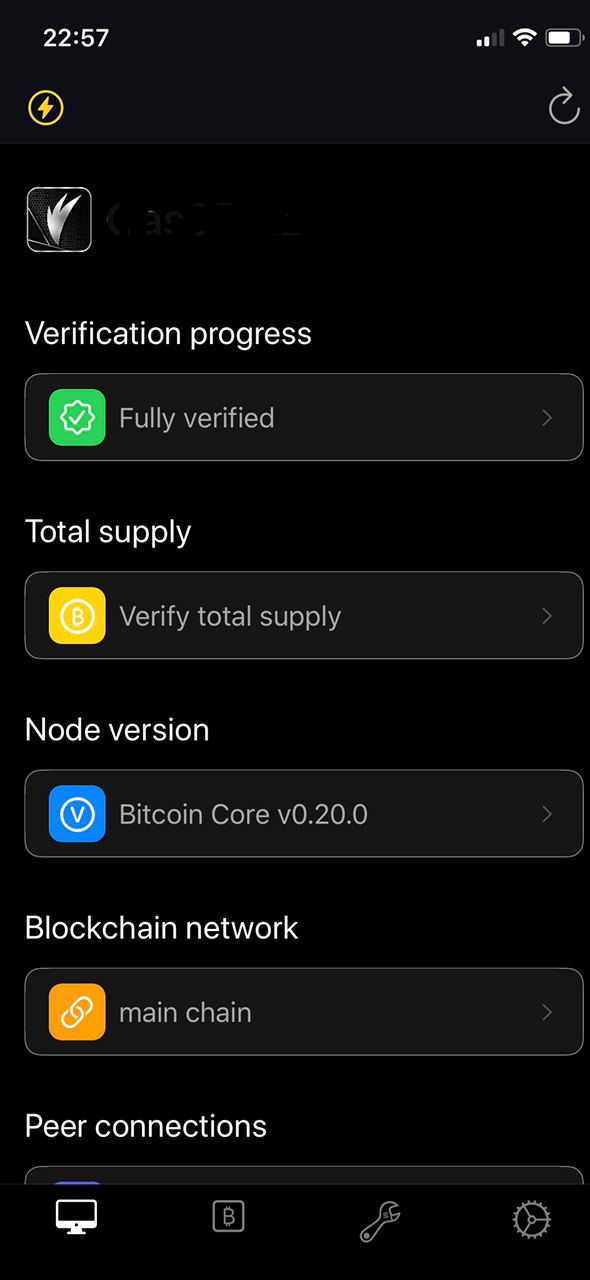 22:57
Verification progress
Fully verified
Total supply
Verify total supply
Node version
Bitcoin Core v0.20.0
Blockchain network
main chain
Peer connections